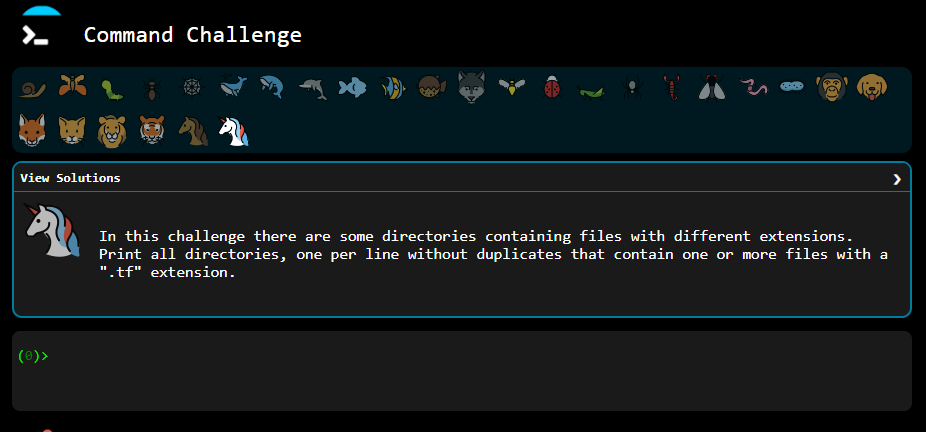 Command Challenge
View Solutions
In this challenge there are some directories containing files with different extensions.
Print all directories, one per line without duplicates that contain one or more files with a
".tf" extension.
(0)>